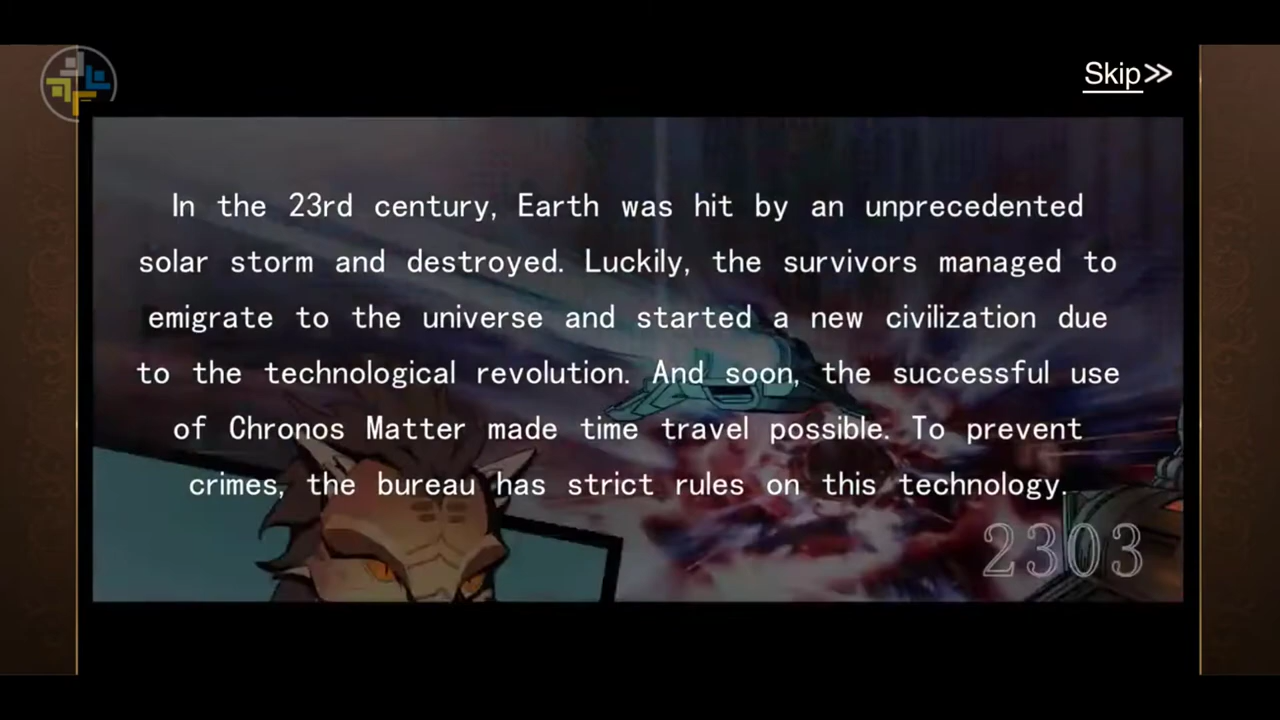 Skip
In the 23rd century, Earth was hit by an unprecedented
solar storm and destroyed. Luckily, the survivors managed to
emigrate to the universe and started a new civilization due
to the technological revolution. And soon, the successful use
of Chronos Matter made time travel possible. To prevent
crimes, the bureau has strict rules on this technology.
2303